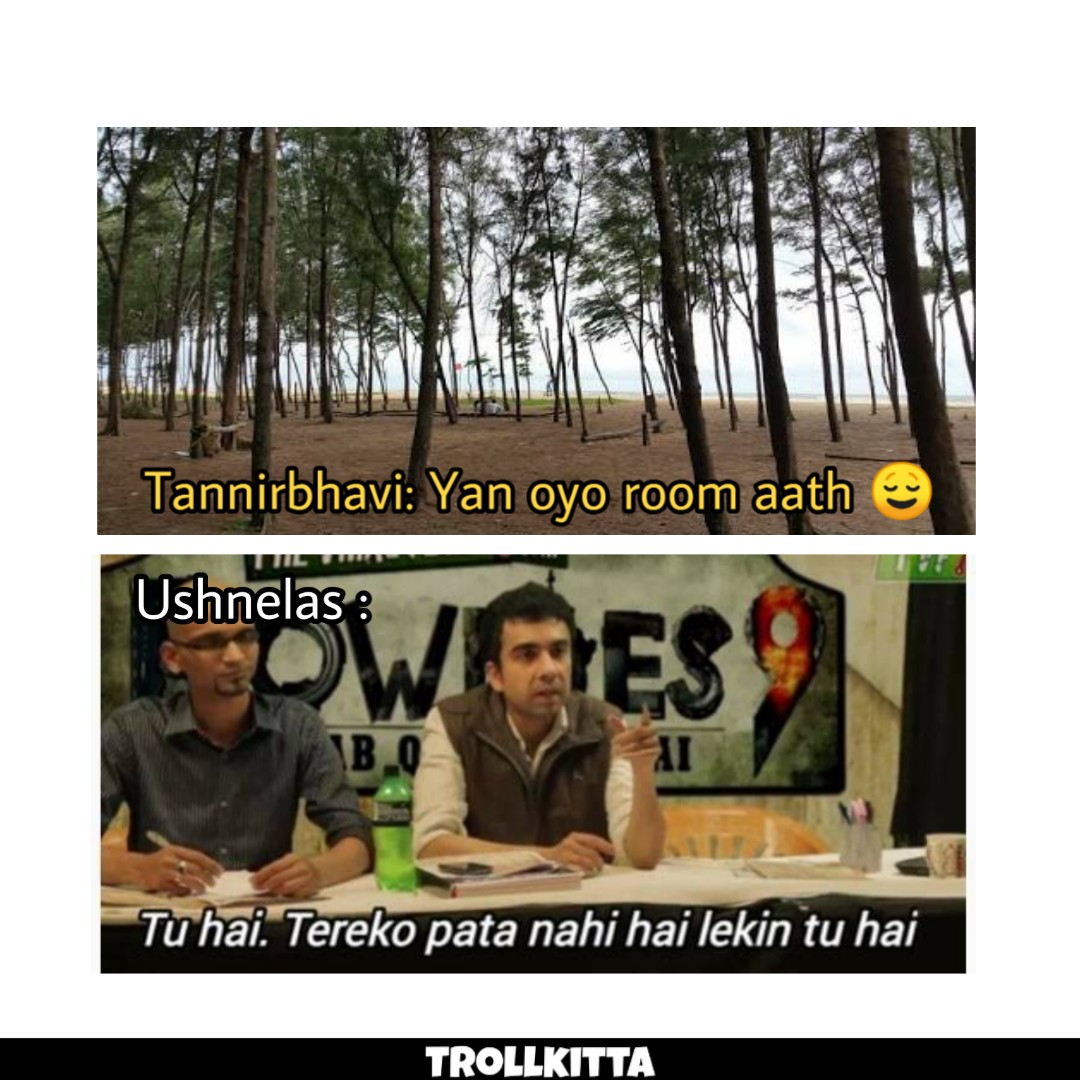 Tannirbhavi: Yan oyo room aath 😌
Ushnelas :
Tu hai. Tereko pata nahi hai lekin tu hai
TROLLKITTA